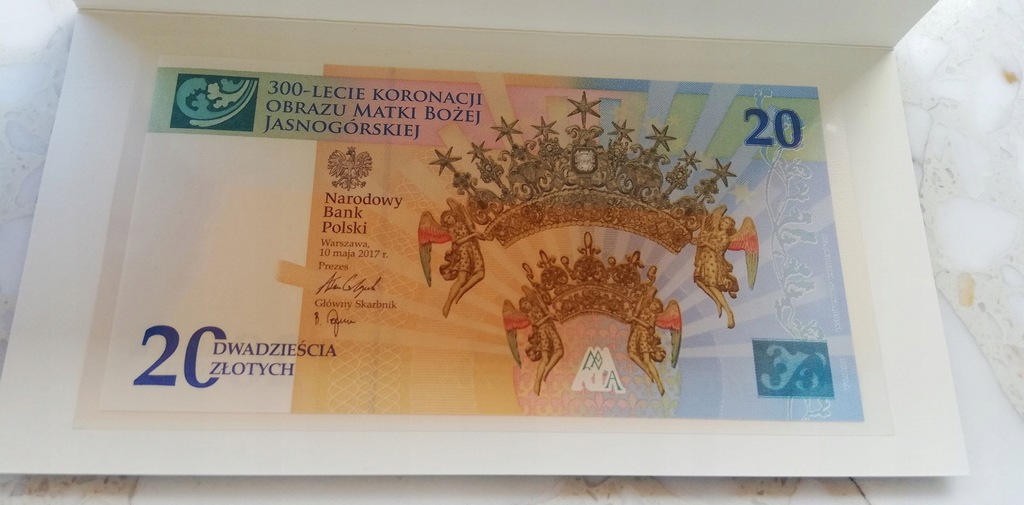 300-LECIE KORONACJI
OBRAZU MATKI BOŻEJ
JASNOGÓRSKIEJ
20
Narodowy
Bank
Polski
Warszawa,
10 maja 2017 r.
Prezes
Główny Skarbnik
20 DWADZIEŚCIA
ZŁOTYCH